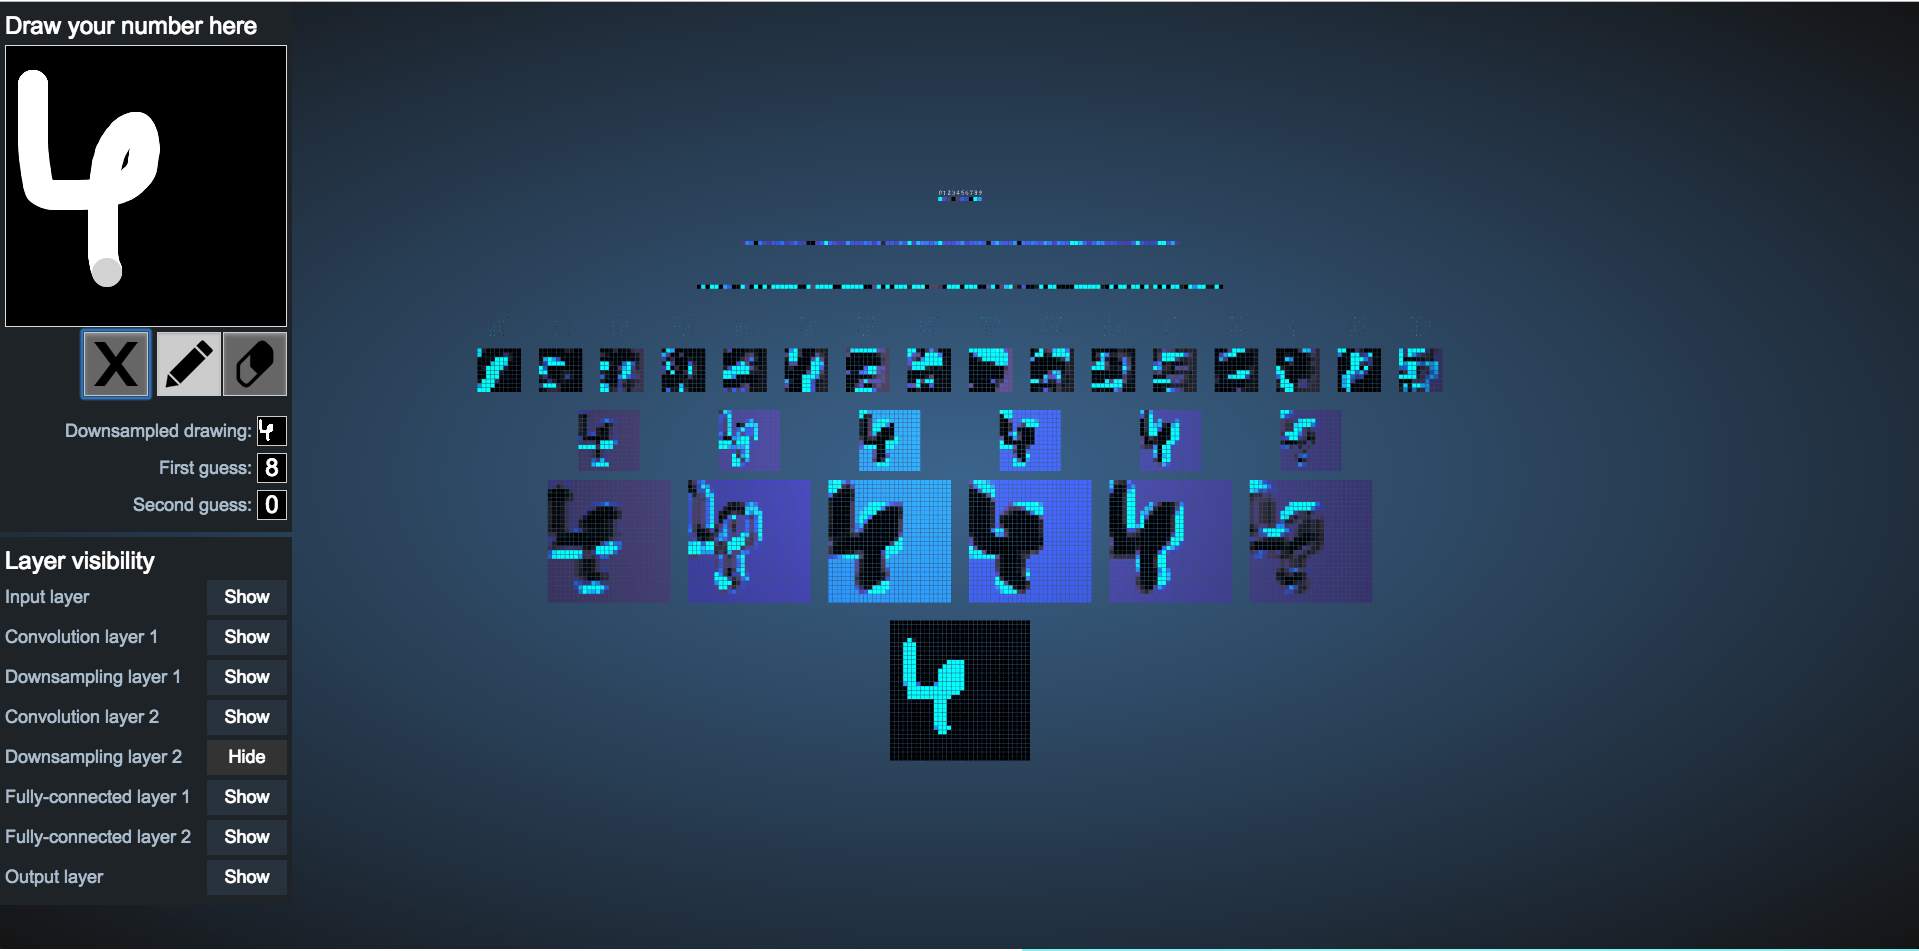 Draw your number here
X
Downsampled drawing: 4
First guess: 8
Second guess: 0
Layer visibility
Input layer Show
Convolution layer 1 Show
Downsampling layer 1 Show
Convolution layer 2 Show
Downsampling layer 2 Hide
Fully-connected layer 1 Show
Fully-connected layer 2 Show
Output layer Show
0123456789